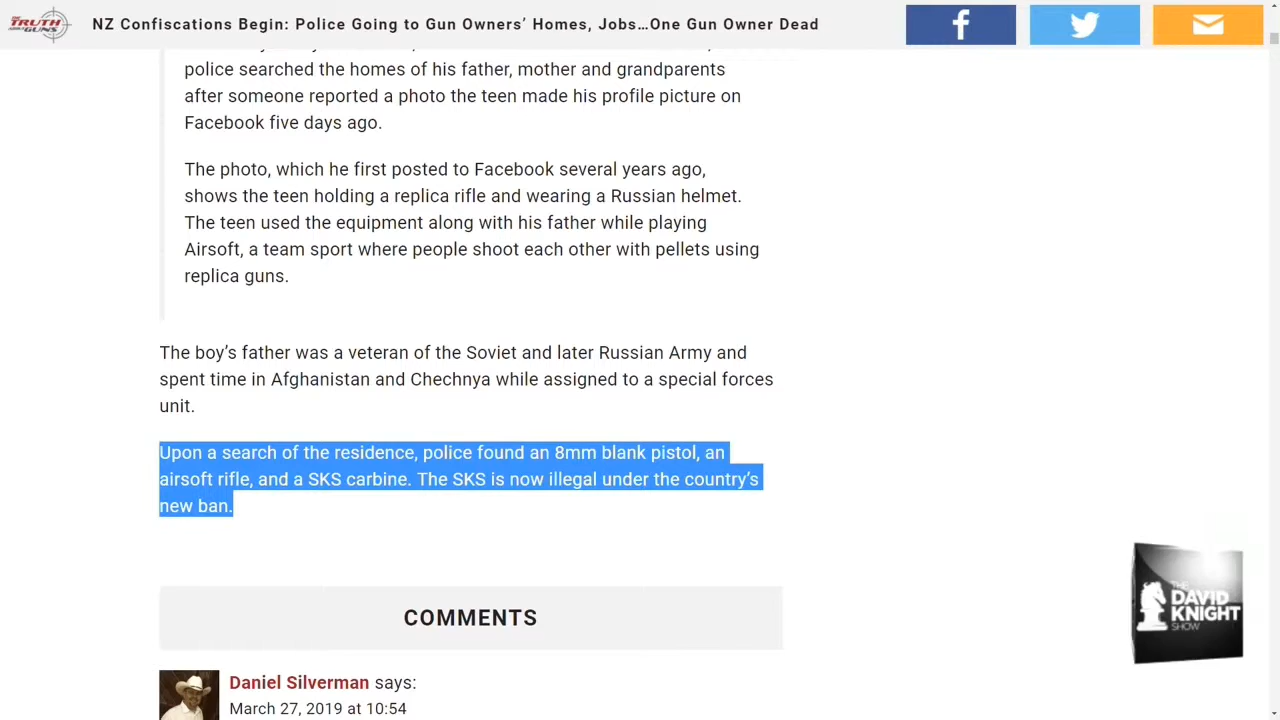 THE
TRUTH
ABOUT
GUNS
NZ Confiscations Begin: Police Going to Gun Owners’ Homes, Jobs…One Gun Owner Dead
police searched the homes of his father, mother and grandparents
after someone reported a photo the teen made his profile picture on
Facebook five days ago.
The photo, which he first posted to Facebook several years ago,
shows the teen holding a replica rifle and wearing a Russian helmet.
The teen used the equipment along with his father while playing
Airsoft, a team sport where people shoot each other with pellets using
replica guns.
The boy’s father was a veteran of the Soviet and later Russian Army and
spent time in Afghanistan and Chechnya while assigned to a special forces
unit.
Upon a search of the residence, police found an 8mm blank pistol, an
airsoft rifle, and a SKS carbine. The SKS is now illegal under the country’s
new ban.
THE
DAVID
KNIGHT
SHOW
COMMENTS
Daniel Silverman says:
March 27, 2019 at 10:54